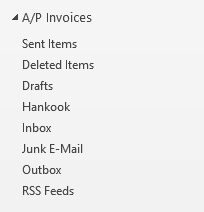 A/P Invoices
Sent Items
Deleted Items
Drafts
Hankook
Inbox
Junk E-Mail
Outbox
RSS Feeds